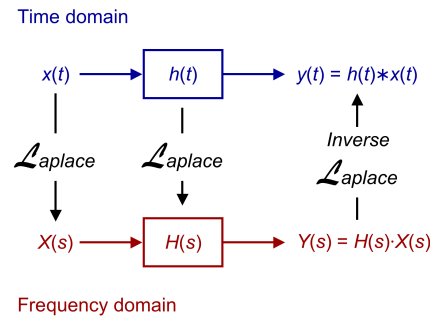 Time domain
x(t)
h(t)
y(t) = h(t)∗x(t)
Laplace
Laplace
Inverse
Laplace
X(s)
H(s)
Y(s) = H(s)·X(s)
Frequency domain